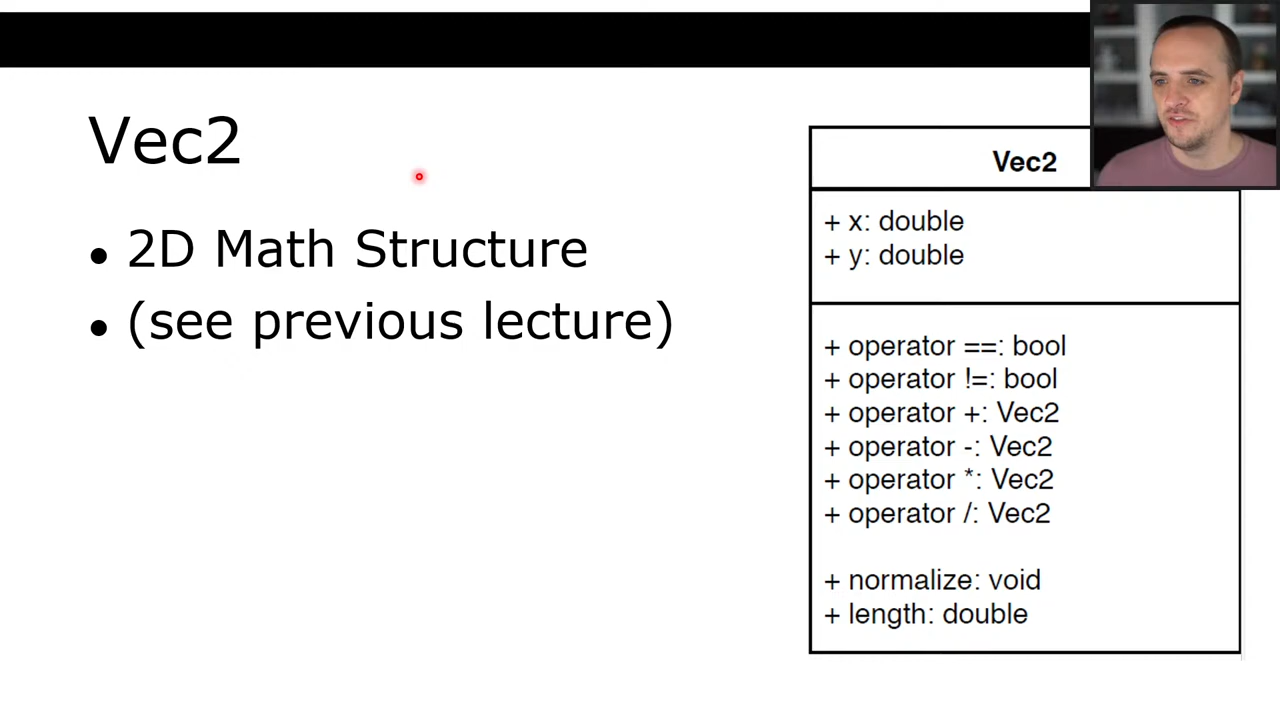 Vec2
● 2D Math Structure
● (see previous lecture)
Vec2
+ x: double
+ y: double
+ operator ==: bool
+ operator !=: bool
+ operator +: Vec2
+ operator -: Vec2
+ operator *: Vec2
+ operator /: Vec2
+ normalize: void
+ length: double